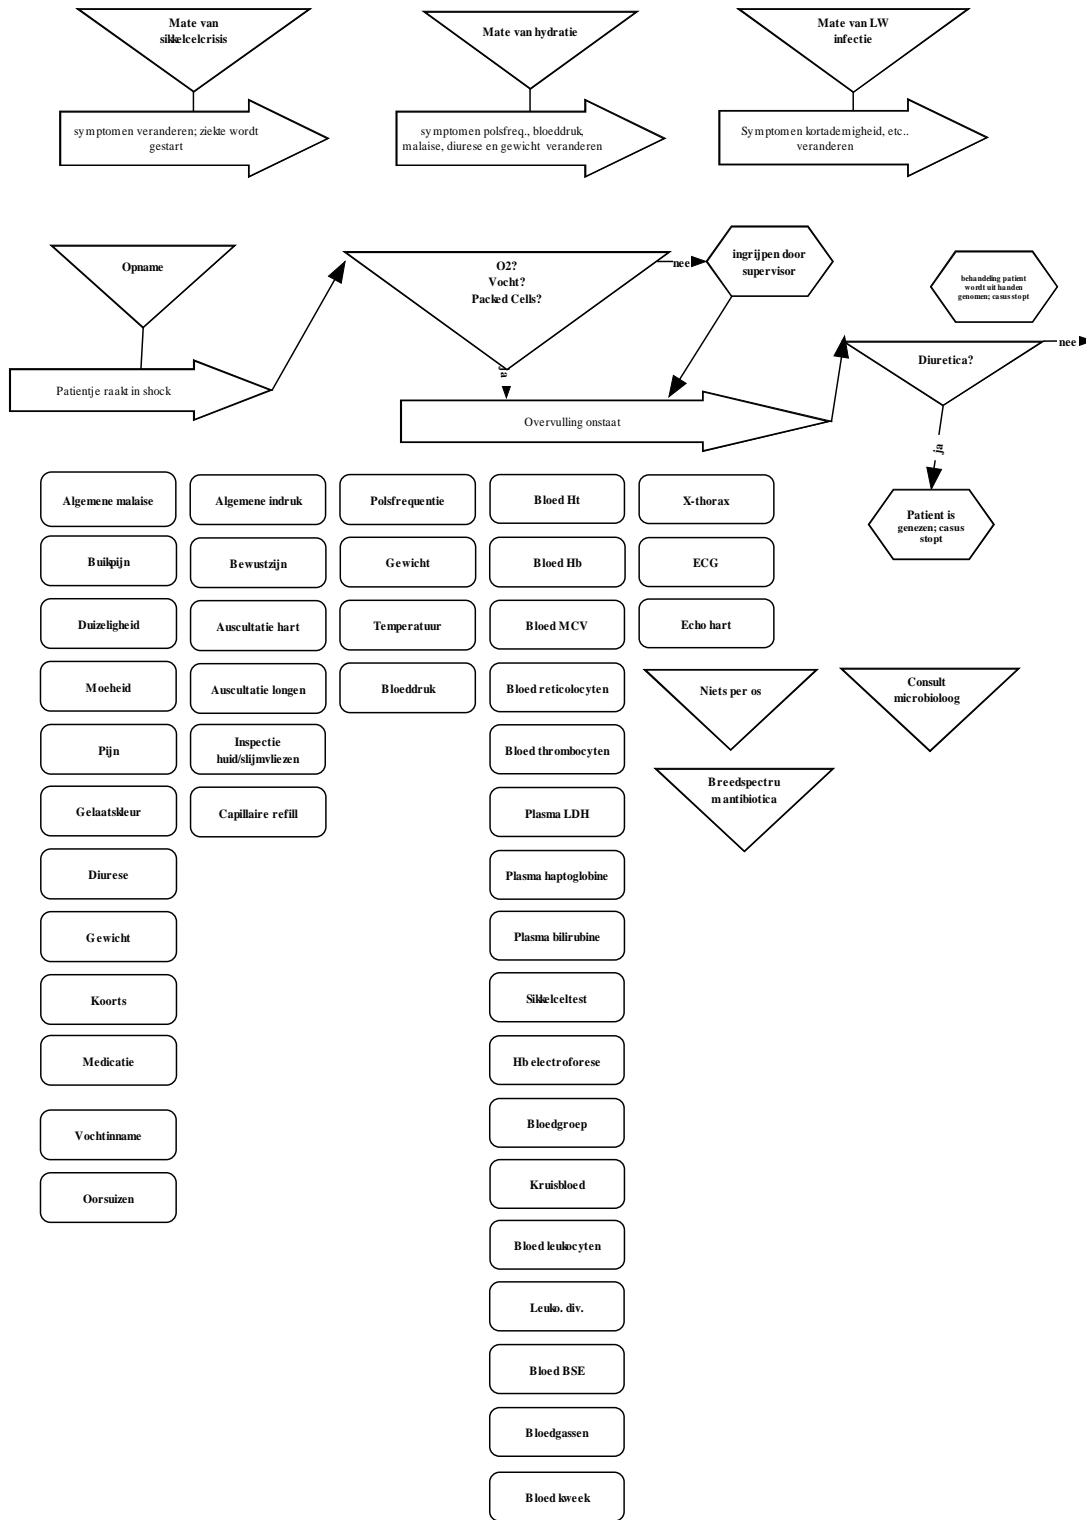 Mate van
sikkelcelcrisis
Mate van hydratie
Mate van LW
infectie
symptomen veranderen; ziekte wordt
gestart
symptomen polsfreq., bloeddruk,
malaise, diurese en gewicht veranderen
Symptomen kortademigheid, etc..
veranderen
Opname
O2?
Vocht?
Packed Cells?
nee
ingrijpen door
supervisor
behandeling patient
wordt uit handen
genomen; casus stopt
Patientje raakt in shock
ja
Overvulling onstaat
Diuretica?
nee
ja
Patient is
genezen; casus
stopt
Algemene malaise
Buikpijn
Duizeligheid
Moeheid
Pijn
Gelaatskleur
Diurese
Gewicht
Koorts
Medicatie
Vochtinname
Oorsuizen
Algemene indruk
Bewustzijn
Auscultatie hart
Auscultatie longen
Inspectie
huid/slijmvliezen
Capillaire refill
Polsfrequentie
Gewicht
Temperatuur
Bloeddruk
Bloed Ht
Bloed Hb
Bloed MCV
Bloed reticolocyten
Bloed thrombocyten
Plasma LDH
Plasma haptoglobine
Plasma bilirubine
Sikkelceltest
Hb electroforese
Bloedgroep
Kruisbloed
Bloed leukocyten
Leuko. div.
Bloed BSE
Bloedgassen
Bloed kweek
X-thorax
ECG
Echo hart
Niets per os
Consult
microbioloog
Breedspectru
m antibiotica